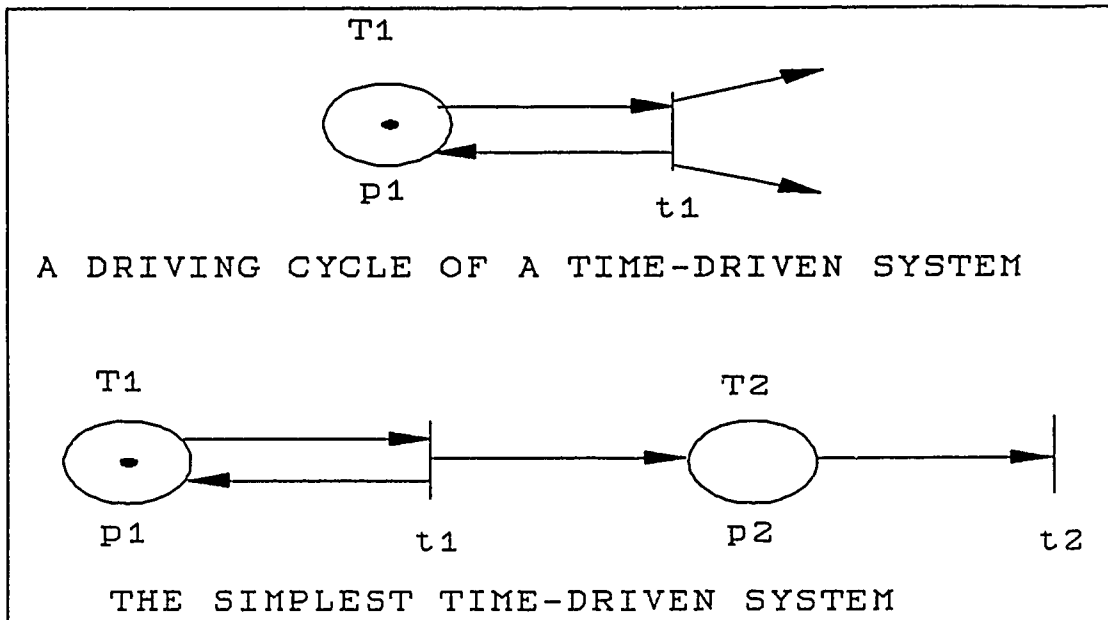 T1
p1
t1
A DRIVING CYCLE OF A TIME-DRIVEN SYSTEM
T1 T2
p1 t1 p2 t2
THE SIMPLEST TIME-DRIVEN SYSTEM